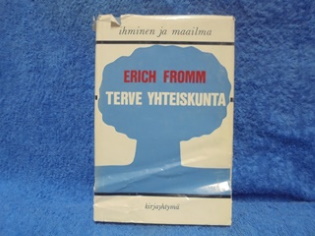 ihminen ja maailma
ERICH FROMM
TERVE YHTEISKUNTA
kirjayhtymä